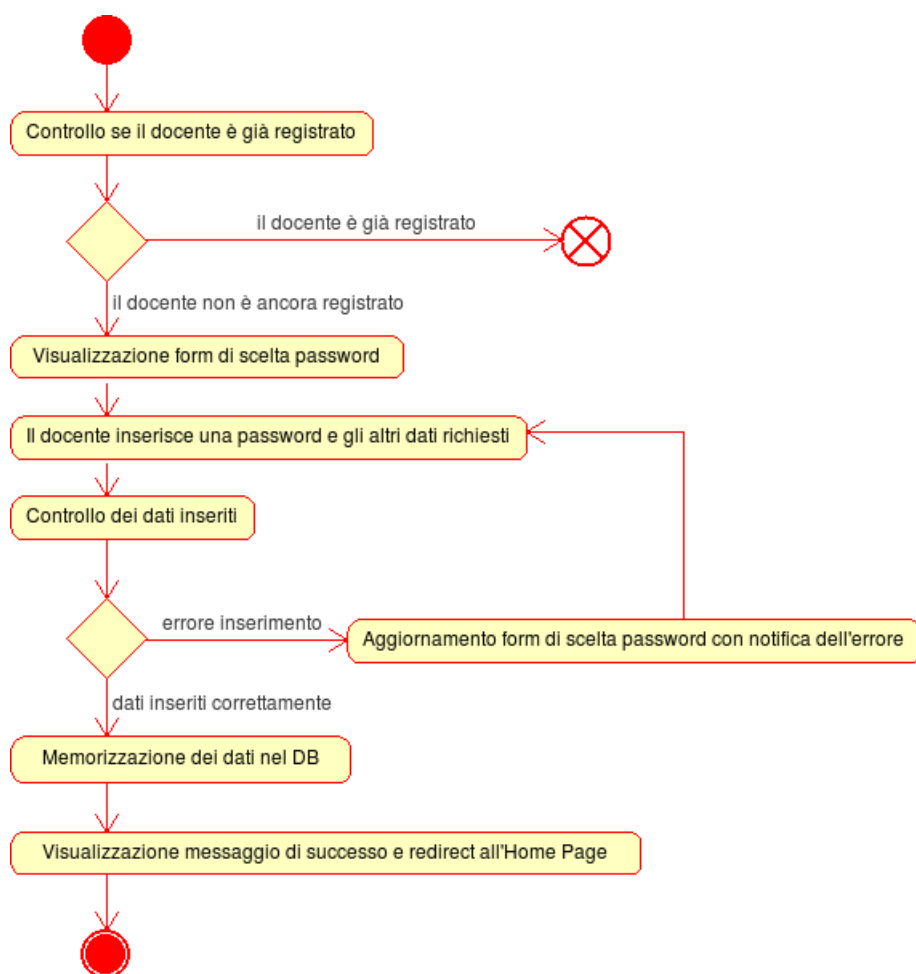 Controllo se il docente è già registrato
il docente è già registrato
il docente non è ancora registrato
Visualizzazione form di scelta password
Il docente inserisce una password e gli altri dati richiesti
Controllo dei dati inseriti
errore inserimento
Aggiornamento form di scelta password con notifica dell'errore
dati inseriti correttamente
Memorizzazione dei dati nel DB
Visualizzazione messaggio di successo e redirect all'Home Page